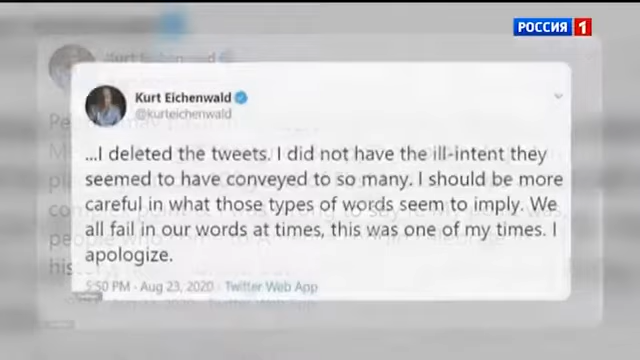 РОССИЯ 1
Kurt Eichenwald
@kurteichenwald
...I deleted the tweets. I did not have the ill-intent they
seemed to have conveyed to so many. I should be more
careful in what those types of words seem to imply. We
all fail in our words at times, this was one of my times. I
apologize.
5:50 PM · Aug 23, 2020 · Twitter Web App